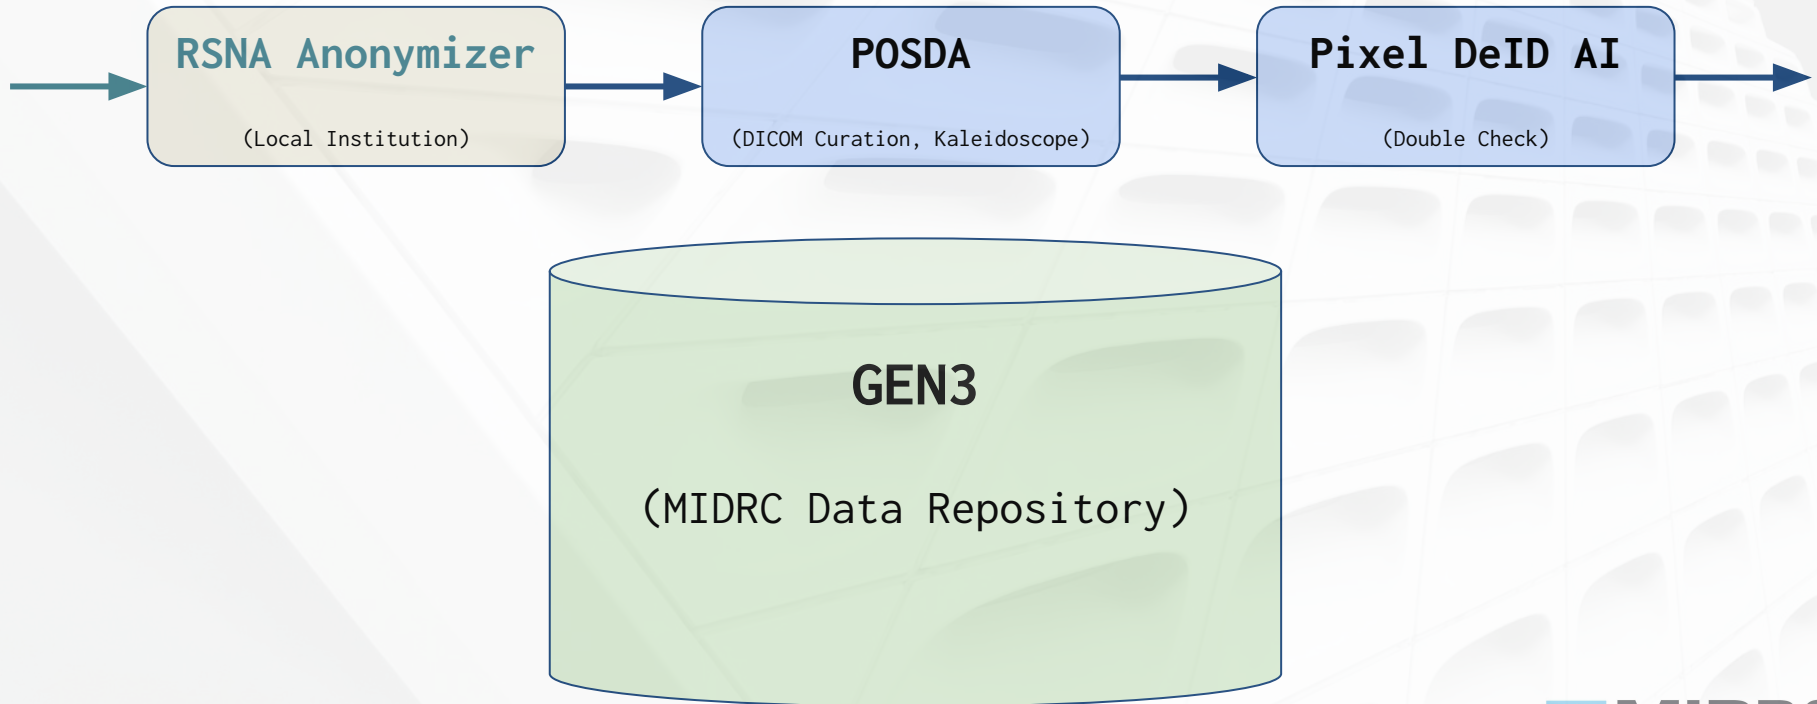 RSNA Anonymizer
(Local Institution)
POSDA
(DICOM Curation, Kaleidoscope)
Pixel DeID AI
(Double Check)
GEN3
(MIDRC Data Repository)